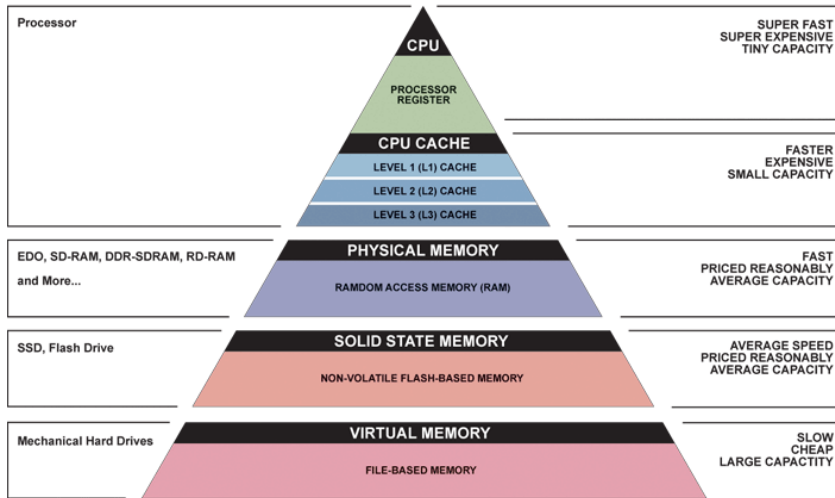 Processor
CPU
SUPER FAST
SUPER EXPENSIVE
TINY CAPACITY
PROCESSOR
REGISTER
CPU CACHE
LEVEL 1 (L1) CACHE
LEVEL 2 (L2) CACHE
LEVEL 3 (L3) CACHE
FASTER
EXPENSIVE
SMALL CAPACITY
EDO, SD-RAM, DDR-SDRAM, RD-RAM
and More...
PHYSICAL MEMORY
RAMDOM ACCESS MEMORY (RAM)
FAST
PRICED REASONABLY
AVERAGE CAPACITY
SSD, Flash Drive
SOLID STATE MEMORY
NON-VOLATILE FLASH-BASED MEMORY
AVERAGE SPEED
PRICED REASONABLY
AVERAGE CAPACITY
Mechanical Hard Drives
VIRTUAL MEMORY
FILE-BASED MEMORY
SLOW
CHEAP
LARGE CAPACTITY